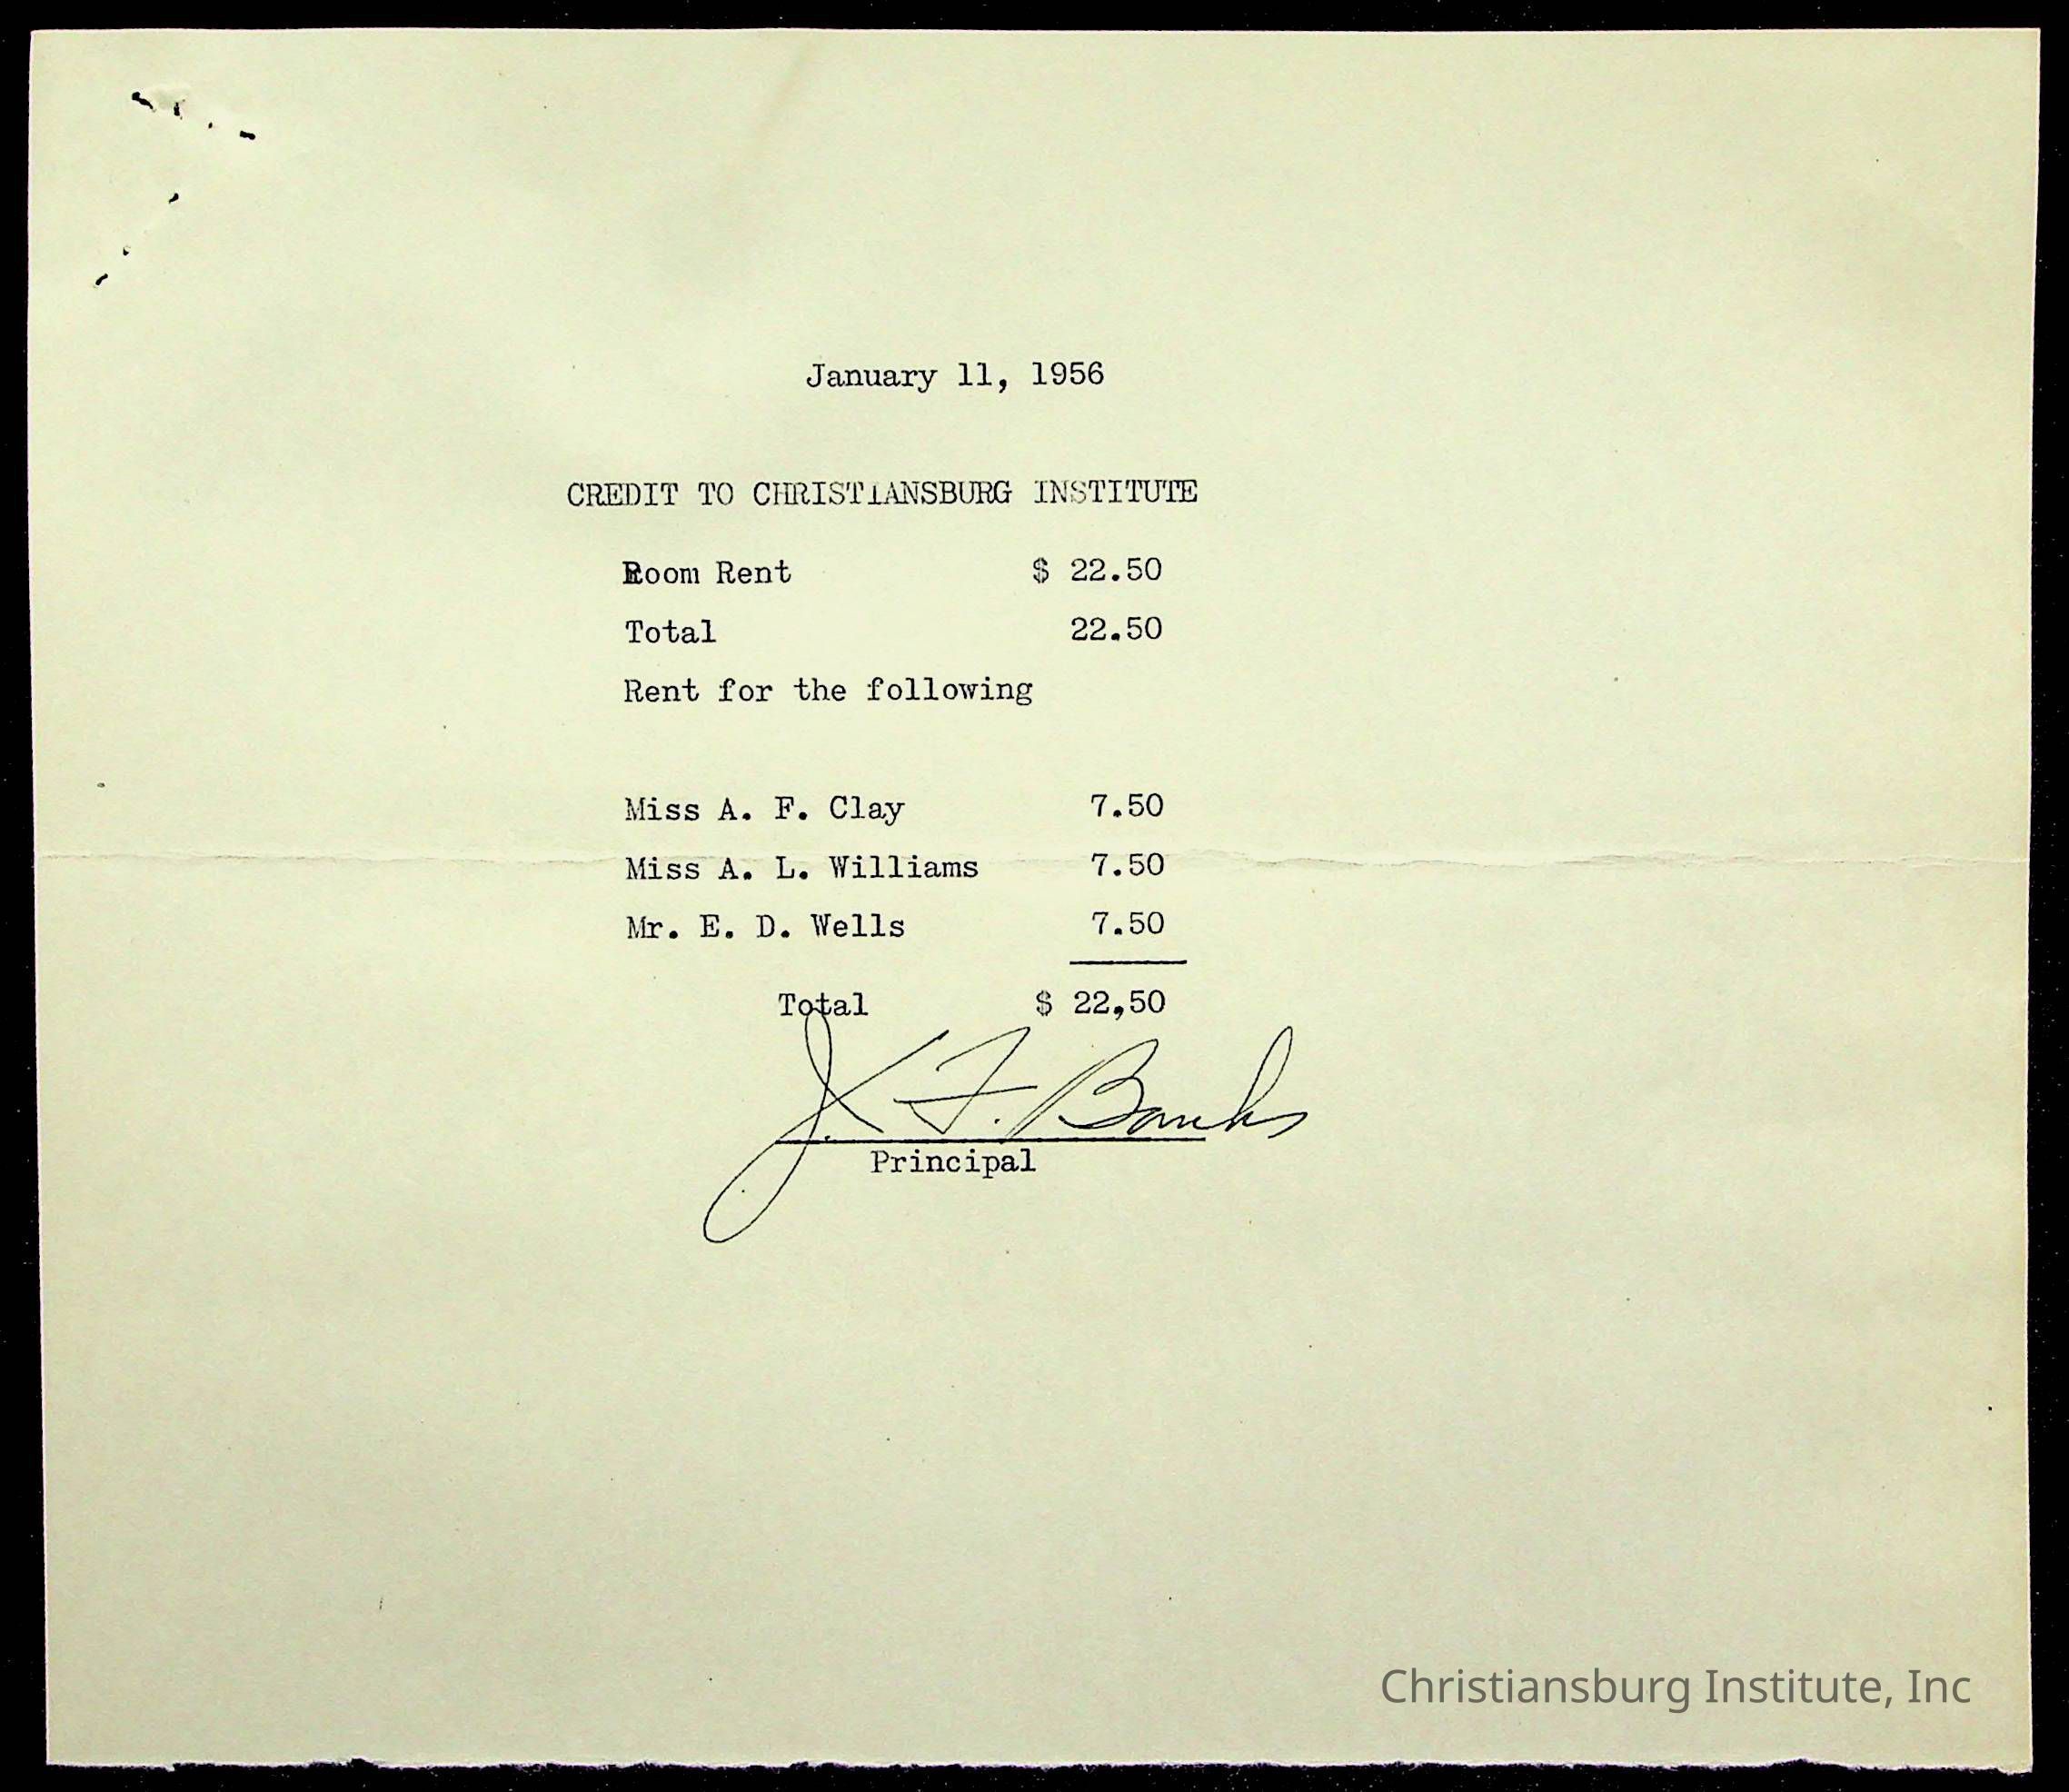 January 11, 1956
CREDIT TO CHRISTIANSBURG INSTITUTE
Room Rent $ 22.50
Total 22.50
Rent for the following
Miss A. F. Clay 7.50
Miss A. L. Williams 7.50
Mr. E. D. Wells 7.50
Total $ 22,50
J. F. Banks
Principal
Christiansburg Institute, Inc